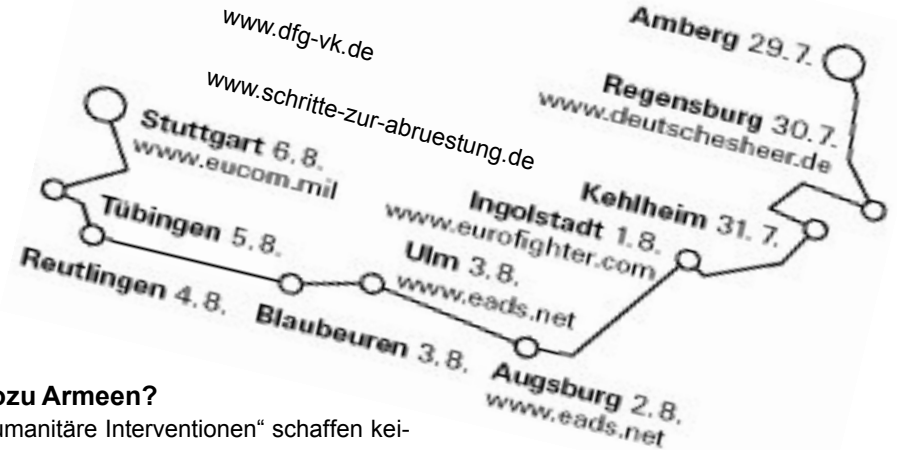 www.dfg-vk.de
www.schritte-zur-abruestung.de
Amberg 29.7.
Regensburg 30.7.
www.deutschesheer.de
Kehlheim 31.7.
Ingolstadt 1.8.
www.eurofighter.com
Augsburg 2.8.
www.eads.net
Ulm 3.8.
www.eads.net
Blaubeuren 3.8.
Reutlingen 4.8.
Tübingen 5.8.
Stuttgart 6.8.
www.eucom.mil
ozu Armeen?
umanitäre Interventionen“ schaffen kei-